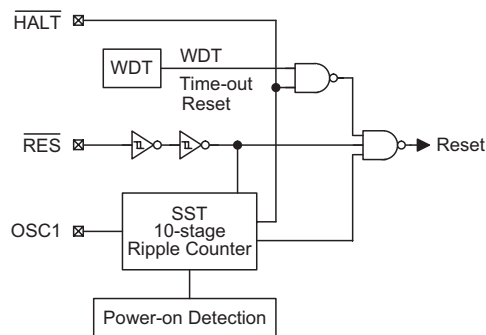 HALT
WDT
WDT
Time-out
Reset
RES
Reset
OSC1
SST
10-stage
Ripple Counter
Power-on Detection